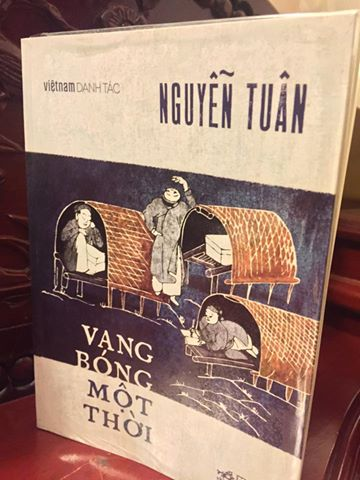 việtnam DANH TÁC
NGUYỄN TUÂN
VANG
BÓNG
MỘT
THỜI